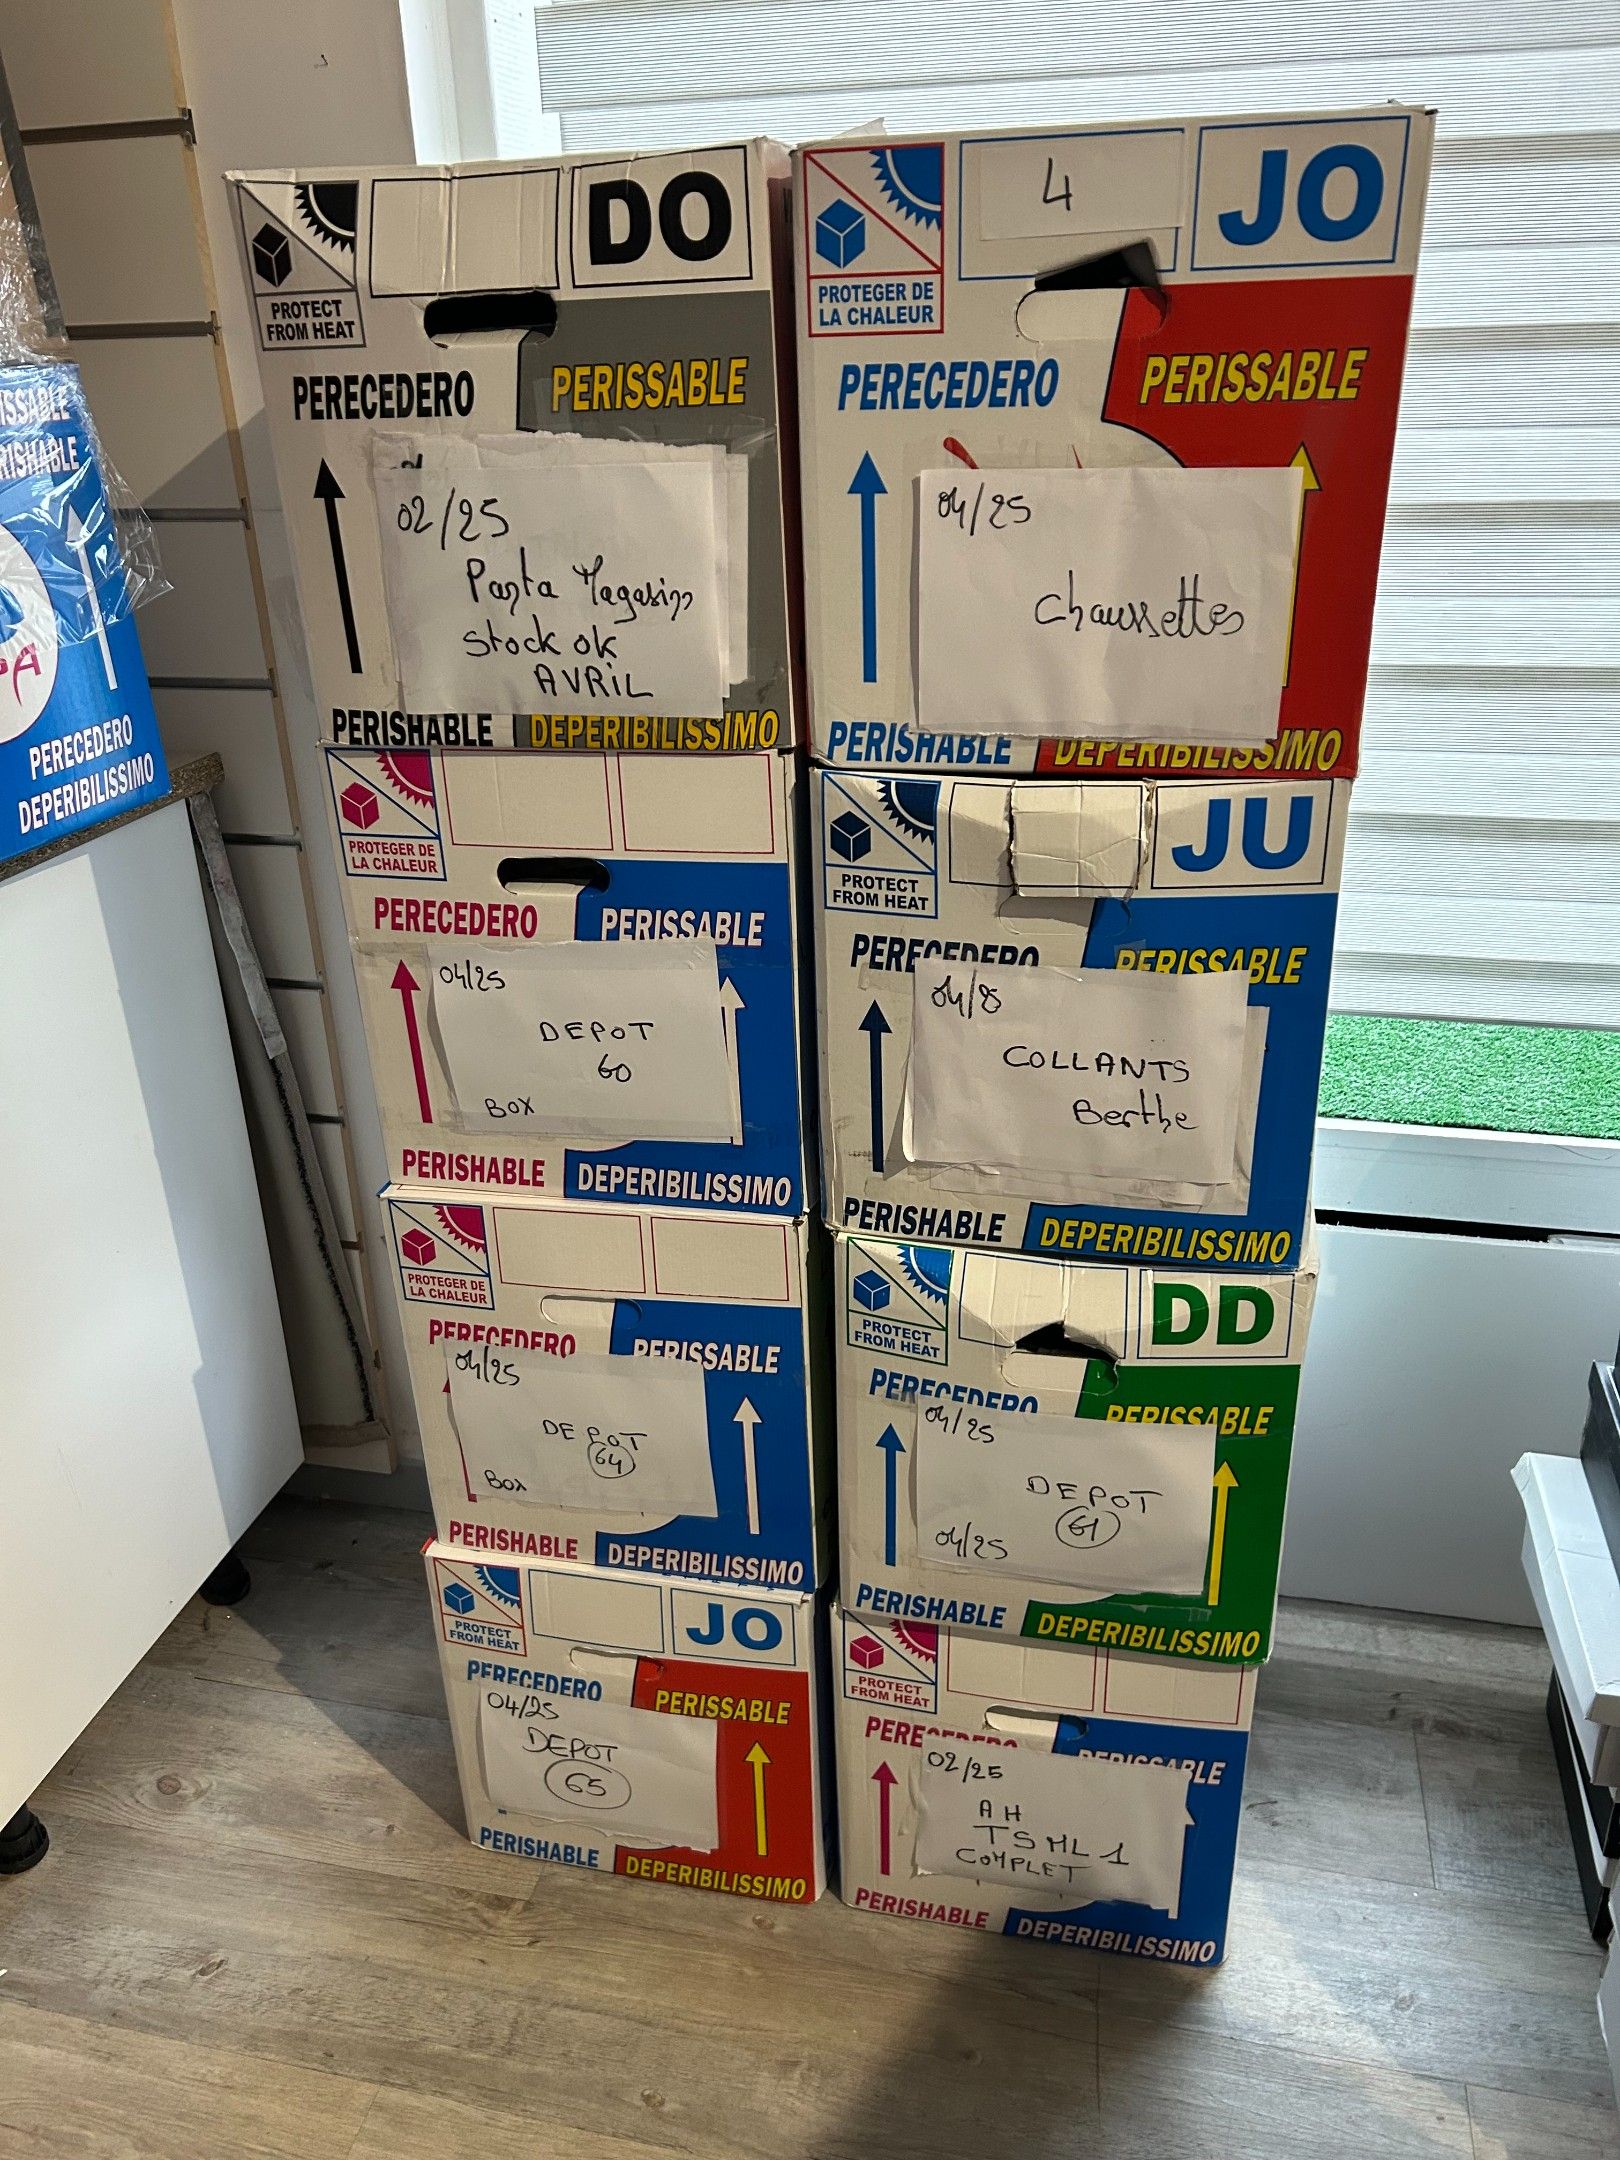 DO
PROTECT
FROM HEAT
PERECEDERO
PERISSABLE
02/25
Panta Magasin
Stock ok
AVRIL
PERISHABLE
DEPERIBILISSIMO
PROTEGER DE
LA CHALEUR
PERECEDERO
PERISSABLE
04/25
DEPOT
60
BOX
PERISHABLE
DEPERIBILISSIMO
PROTEGER DE
LA CHALEUR
PERECEDERO
PERISSABLE
04/25
DEPOT
64
BOX
PERISHABLE
DEPERIBILISSIMO
PROTECT
FROM HEAT
JO
PERECEDERO
PERISSABLE
04/25
DEPOT
65
PERISHABLE
DEPERIBILISSIMO
4
JO
PROTEGER DE
LA CHALEUR
PERECEDERO
PERISSABLE
04/25
Chaussettes
PERISHABLE
DEPERIBILISSIMO
JU
PROTECT
FROM HEAT
PERECEDERO
PERISSABLE
COLLANTS
Berthe
PERISHABLE
DEPERIBILISSIMO
DD
PROTECT
FROM HEAT
PERECEDERO
PERISSABLE
04/25
DEPOT
61
04/25
PERISHABLE
DEPERIBILISSIMO
PROTECT
FROM HEAT
PERECEDERO
PERISSABLE
02/25
AH
TSML 1
COMPLET
PERISHABLE
DEPERIBILISSIMO
PERECEDERO
DEPERIBILISSIMO